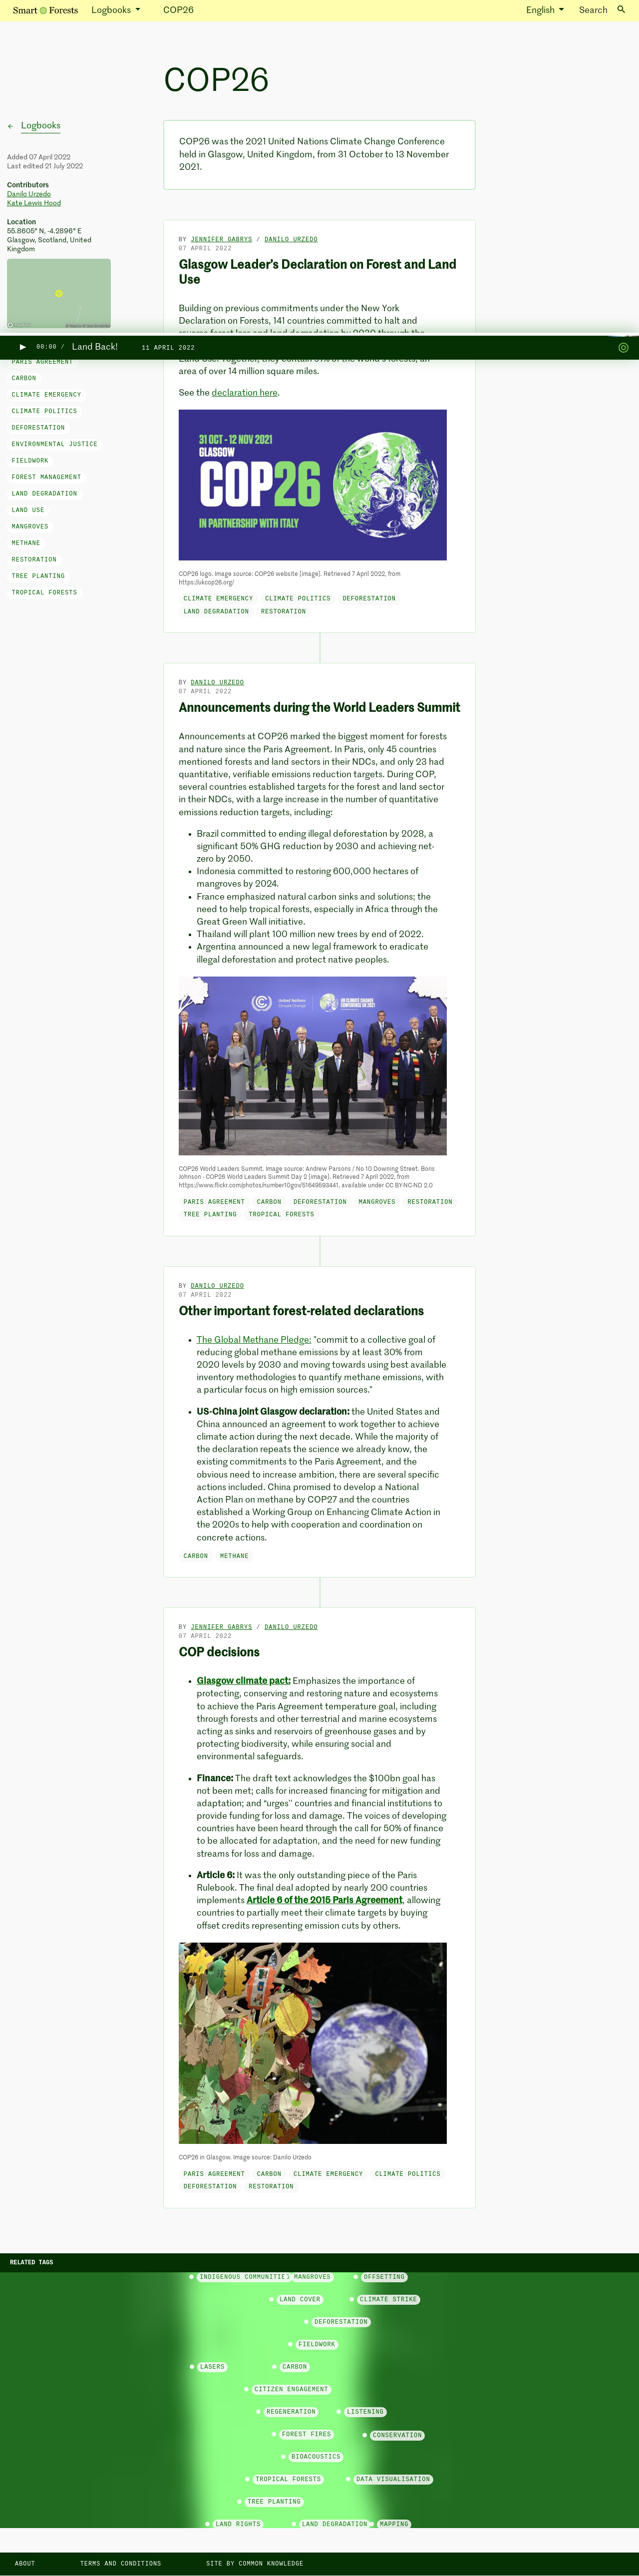 Smart Forests Logbooks COP26 English Search
COP26
← Logbooks
Added 07 April 2022
Last edited 21 July 2022
Contributors
Danilo Urzedo
Kate Lewis Hood
Location
55.8605° N, -4.2896° E
Glasgow, Scotland, United
Kingdom
COP26 was the 2021 United Nations Climate Change Conference
held in Glasgow, United Kingdom, from 31 October to 13 November
2021.
BY JENNIFER GABRYS / DANILO URZEDO
07 APRIL 2022
Glasgow Leader's Declaration on Forest and Land
Use
Building on previous commitments under the New York
Declaration on Forests, 141 countries committed to halt and
00:00 / Land Back! 11 APRIL 2022
area of over 14 million square miles.
See the declaration here.
PARIS AGREEMENT
CARBON
CLIMATE EMERGENCY
CLIMATE POLITICS
DEFORESTATION
ENVIRONMENTAL JUSTICE
FIELDWORK
FOREST MANAGEMENT
LAND DEGRADATION
LAND USE
MANGROVES
METHANE
RESTORATION
TREE PLANTING
TROPICAL FORESTS
31 OCT - 12 NOV 2021
GLASGOW
COP26
IN PARTNERSHIP WITH ITALY
COP26 logo. Image source: COP26 website [image]. Retrieved 7 April 2022, from
https://ukcop26.org/
CLIMATE EMERGENCY CLIMATE POLITICS DEFORESTATION
LAND DEGRADATION RESTORATION
BY DANILO URZEDO
07 APRIL 2022
Announcements during the World Leaders Summit
Announcements at COP26 marked the biggest moment for forests
and nature since the Paris Agreement. In Paris, only 45 countries
mentioned forests and land sectors in their NDCs, and only 23 had
quantitative, verifiable emissions reduction targets. During COP,
several countries established targets for the forest and land sector
in their NDCs, with a large increase in the number of quantitative
emissions reduction targets, including:
• Brazil committed to ending illegal deforestation by 2028, a
significant 50% GHG reduction by 2030 and achieving net-
zero by 2050.
• Indonesia committed to restoring 600,000 hectares of
mangroves by 2024.
• France emphasized natural carbon sinks and solutions; the
need to help tropical forests, especially in Africa through the
Great Green Wall initiative.
• Thailand will plant 100 million new trees by end of 2022.
• Argentina announced a new legal framework to eradicate
illegal deforestation and protect native peoples.
United Nations
Climate Change
UN CLIMATE CHANGE
CONFERENCE
COP26 World Leaders Summit. Image source: Andrew Parsons / No 10 Downing Street. Boris
Johnson - COP26 World Leaders Summit Day 2 [image]. Retrieved 7 April 2022, from
https://www.flickr.com/photos/number10gov/51649593441. available under CC BY-NC-ND 2.0
PARIS AGREEMENT CARBON DEFORESTATION MANGROVES RESTORATION
TREE PLANTING TROPICAL FORESTS
BY DANILO URZEDO
07 APRIL 2022
Other important forest-related declarations
• The Global Methane Pledge: "commit to a collective goal of
reducing global methane emissions by at least 30% from
2020 levels by 2030 and moving towards using best available
inventory methodologies to quantify methane emissions, with
a particular focus on high emission sources."
• US-China joint Glasgow declaration: the United States and
China announced an agreement to work together to achieve
climate action during the next decade. While the majority of
the declaration repeats the science we already know, the
existing commitments to the Paris Agreement, and the
obvious need to increase ambition, there are several specific
actions included. China promised to develop a National
Action Plan on methane by COP27 and the countries
established a Working Group on Enhancing Climate Action in
the 2020s to help with cooperation and coordination on
concrete actions.
CARBON METHANE
BY JENNIFER GABRYS / DANILO URZEDO
07 APRIL 2022
COP decisions
• Glasgow climate pact: Emphasizes the importance of
protecting, conserving and restoring nature and ecosystems
to achieve the Paris Agreement temperature goal, including
through forests and other terrestrial and marine ecosystems
acting as sinks and reservoirs of greenhouse gases and by
protecting biodiversity, while ensuring social and
environmental safeguards.
• Finance: The draft text acknowledges the $100bn goal has
not been met; calls for increased financing for mitigation and
adaptation; and "urges" countries and financial institutions to
provide funding for loss and damage. The voices of developing
countries have been heard through the call for 50% of finance
to be allocated for adaptation, and the need for new funding
streams for loss and damage.
• Article 6: It was the only outstanding piece of the Paris
Rulebook. The final deal adopted by nearly 200 countries
implements Article 6 of the 2015 Paris Agreement, allowing
countries to partially meet their climate targets by buying
offset credits representing emission cuts by others.
COP26 in Glasgow. Image source: Danilo Urzedo
PARIS AGREEMENT CARBON CLIMATE EMERGENCY CLIMATE POLITICS
DEFORESTATION RESTORATION
RELATED TAGS
INDIGENOUS COMMUNITIES MANGROVES OFFSETTING
LAND COVER CLIMATE STRIKE
DEFORESTATION
FIELDWORK
LASERS CARBON
CITIZEN ENGAGEMENT
REGENERATION LISTENING
FOREST FIRES CONSERVATION
BIOACOUSTICS
TROPICAL FORESTS DATA VISUALISATION
TREE PLANTING
LAND RIGHTS LAND DEGRADATION MAPPING
ABOUT TERMS AND CONDITIONS SITE BY COMMON KNOWLEDGE